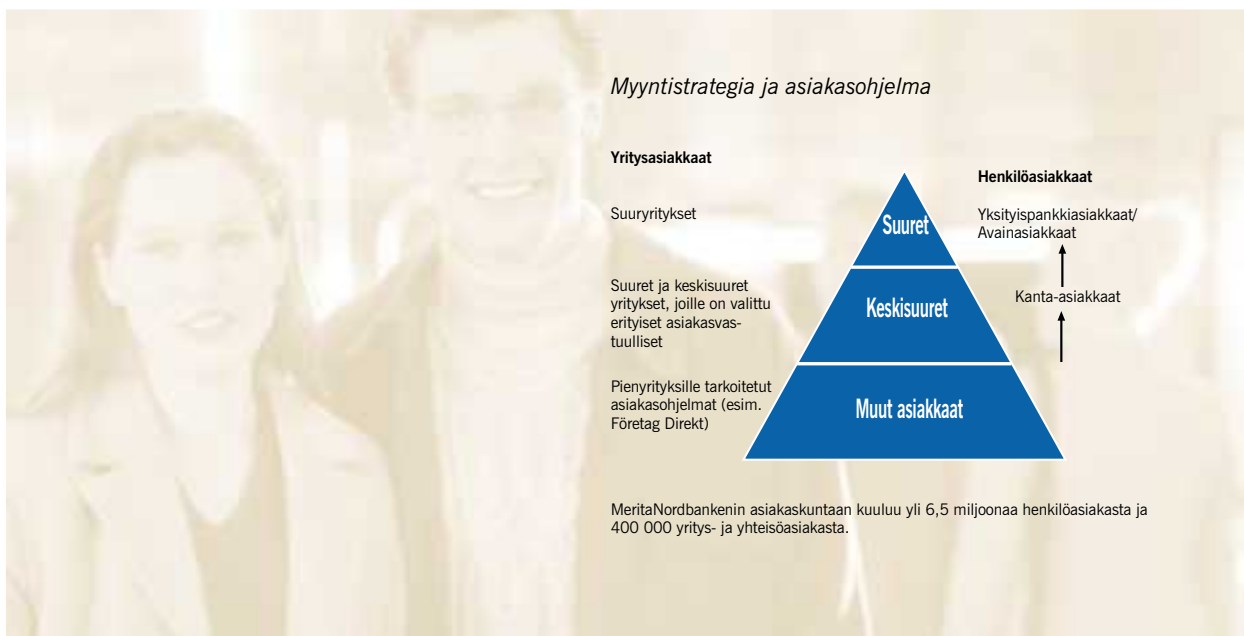 Myyntistrategia ja asiakasohjelma
Yritysasiakkaat
Suuryritykset
Suuret ja keskisuuret
yritykset, joille on valittu
erityiset asiakasvas-
tuulliset
Pienyrityksille tarkoitetut
asiakasohjelmat (esim.
Företag Direkt)
Suuret
Keskisuuret
Muut asiakkaat
Henkilöasiakkaat
Yksityispankkiasiakkaat/
Avainasiakkaat
Kanta-asiakkaat
MeritaNordbankenin asiakaskuntaan kuuluu yli 6,5 miljoonaa henkilöasiakasta ja
400 000 yritys- ja yhteisöasiakasta.